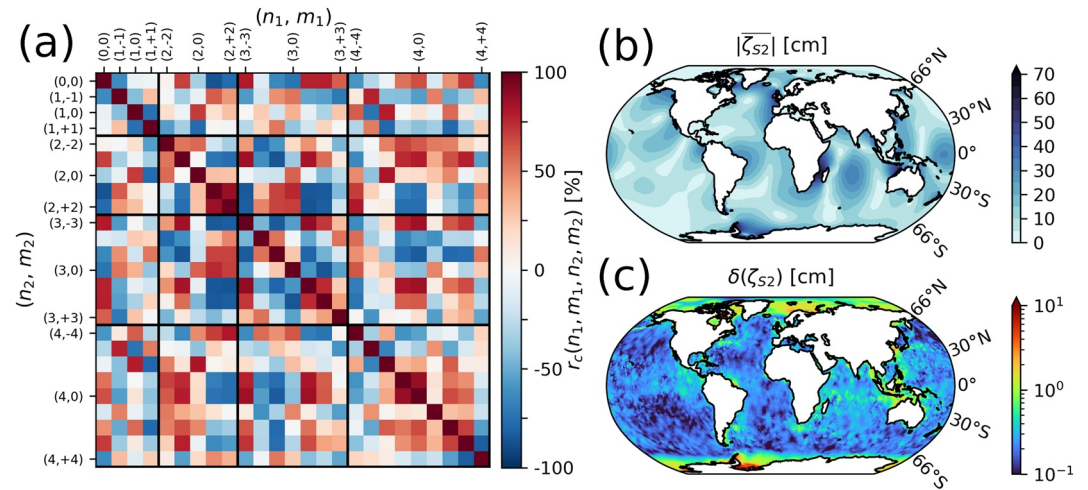 (a)
(n1, m1)
(0,0)
(1,-1)
(1,0)
(1,+1)
(2,-2)
(2,0)
(2,+2)
(3,-3)
(3,0)
(3,+3)
(4,-4)
(4,0)
(4,+4)
(n2, m2)
(0,0)
(1,-1)
(1,0)
(1,+1)
(2,-2)
(2,0)
(2,+2)
(3,-3)
(3,0)
(3,+3)
(4,-4)
(4,0)
(4,+4)
100
50
0
-50
-100
rc(n1, m1, n2, m2) [%]
(b)
|ζS2| [cm]
66°N
30°N
0°
30°S
66°S
70
60
50
40
30
20
10
0
(c)
δ(ζS2) [cm]
66°N
30°N
0°
30°S
66°S
10¹
10⁰
10⁻¹